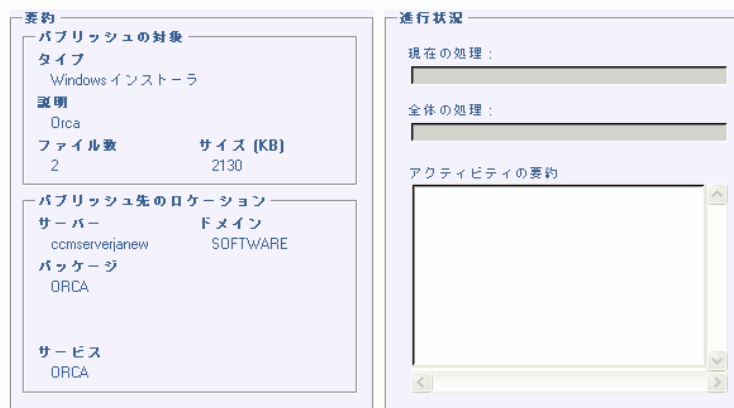 要約
パブリッシュの対象
タイプ
Windows インストーラ
説明
Orca
ファイル数 サイズ (KB)
2 2130
パブリッシュ先のロケーション
サーバー ドメイン
ccmserverjanew SOFTWARE
パッケージ
ORCA
サービス
ORCA
進行状況
現在の処理 :
全体の処理 :
アクティビティの要約